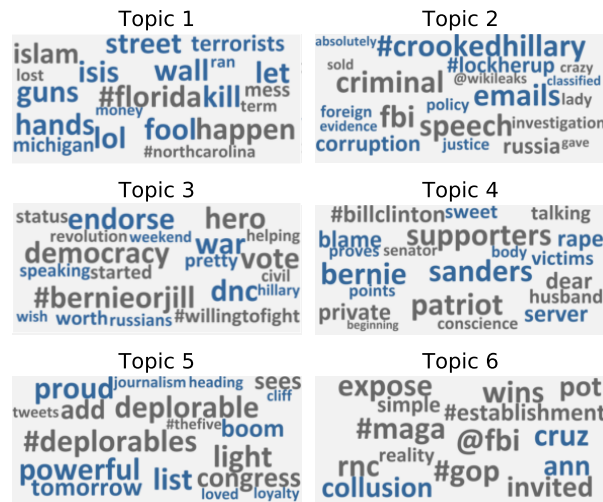 Topic 1
street terrorists
islam
lost isis wall ran let
guns #florida kill mess
money term
hands lol fool happen
michigan #northcarolina
Topic 2
absolutely #crookedhillary
sold #lockherup crazy
criminal @wikileaks classified
policy emails lady
foreign fbi
evidence speech investigation
corruption justice russia gave
Topic 3
status endorse hero
revolution weekend war helping
democracy pretty vote
speaking started civil
#bernieorjill dnc hillary
wish worth russians #willingtofight
Topic 4
#billclinton sweet talking
blame supporters rape
proves senator body victims
bernie sanders dear
points husband
private patriot server
beginning conscience
Topic 5
proud journalism heading sees
cliff
tweets add deplorable
#thefive boom
#deplorables light
powerful list congress
tomorrow loved loyalty
Topic 6
expose wins pot
simple #establishment
#maga @fbi cruz
reality
rnc #gop ann
collusion invited